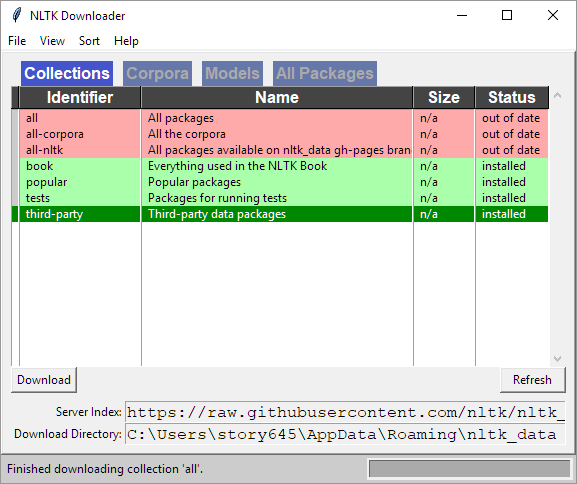 NLTK Downloader
File View Sort Help
Collections Corpora Models All Packages
Identifier Name Size Status
all All packages n/a out of date
all-corpora All the corpora n/a out of date
all-nltk All packages available on nltk_data gh-pages bran n/a out of date
book Everything used in the NLTK Book n/a installed
popular Popular packages n/a installed
tests Packages for running tests n/a installed
third-party Third-party data packages n/a installed
Download Refresh
Server Index: https://raw.githubusercontent.com/nltk/nltk_
Download Directory: C:\Users\story645\AppData\Roaming\nltk_data
Finished downloading collection 'all'.